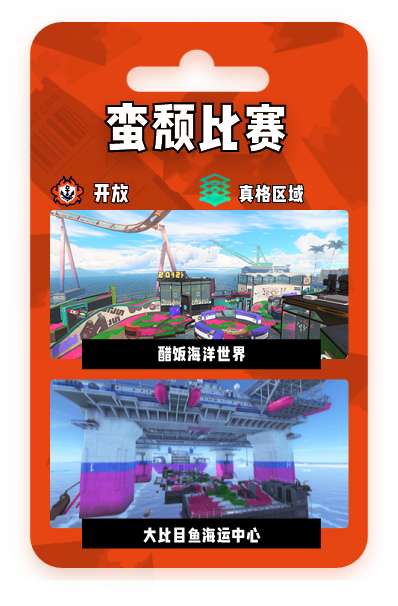 蛮颓比赛
开放
真格区域
醋饭海洋世界
大比目鱼海运中心